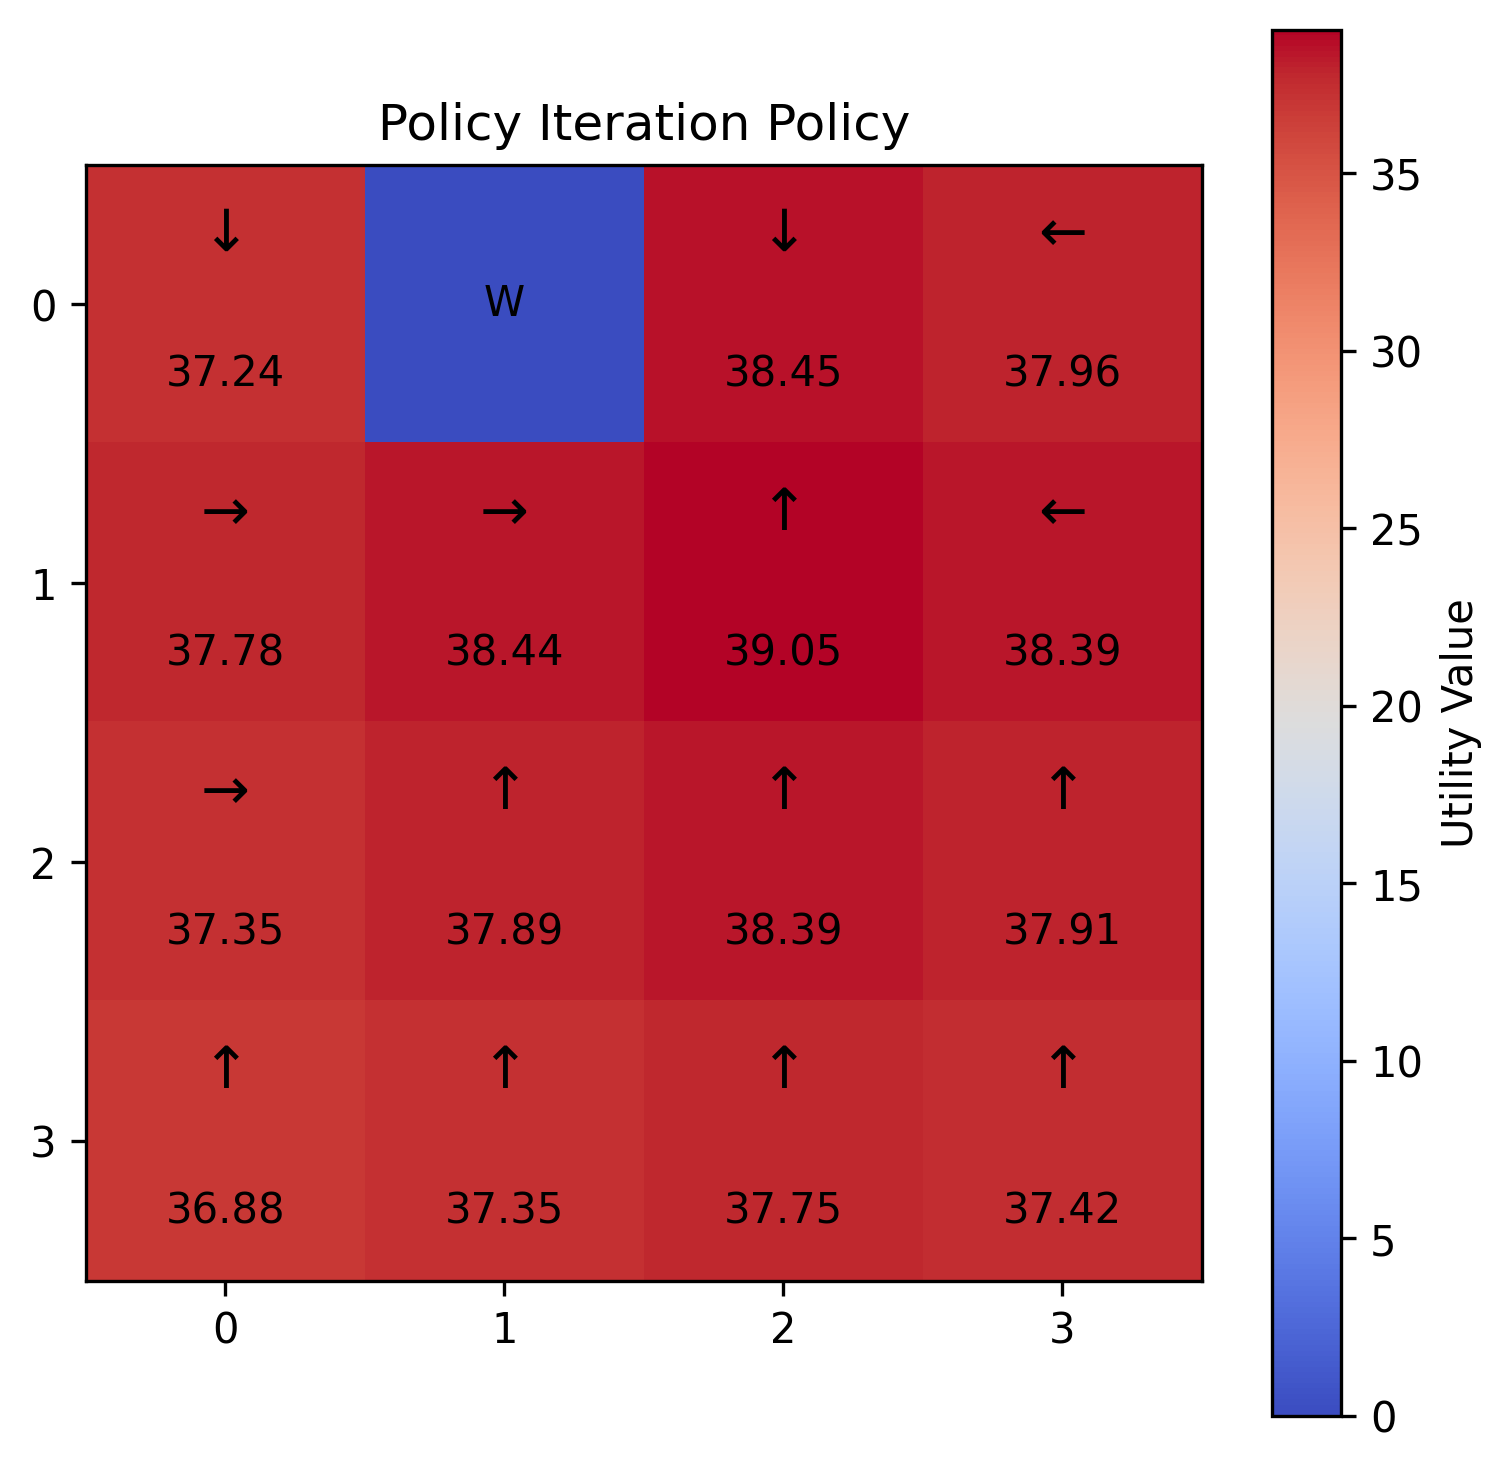 Policy Iteration Policy
↓ ↓ ←
0 W
37.24 38.45 37.96
→ → ↑ ←
1
37.78 38.44 39.05 38.39
→ ↑ ↑ ↑
2
37.35 37.89 38.39 37.91
↑ ↑ ↑ ↑
3
36.88 37.35 37.75 37.42
0 1 2 3
35
30
25
20
15
10
5
0
Utility Value